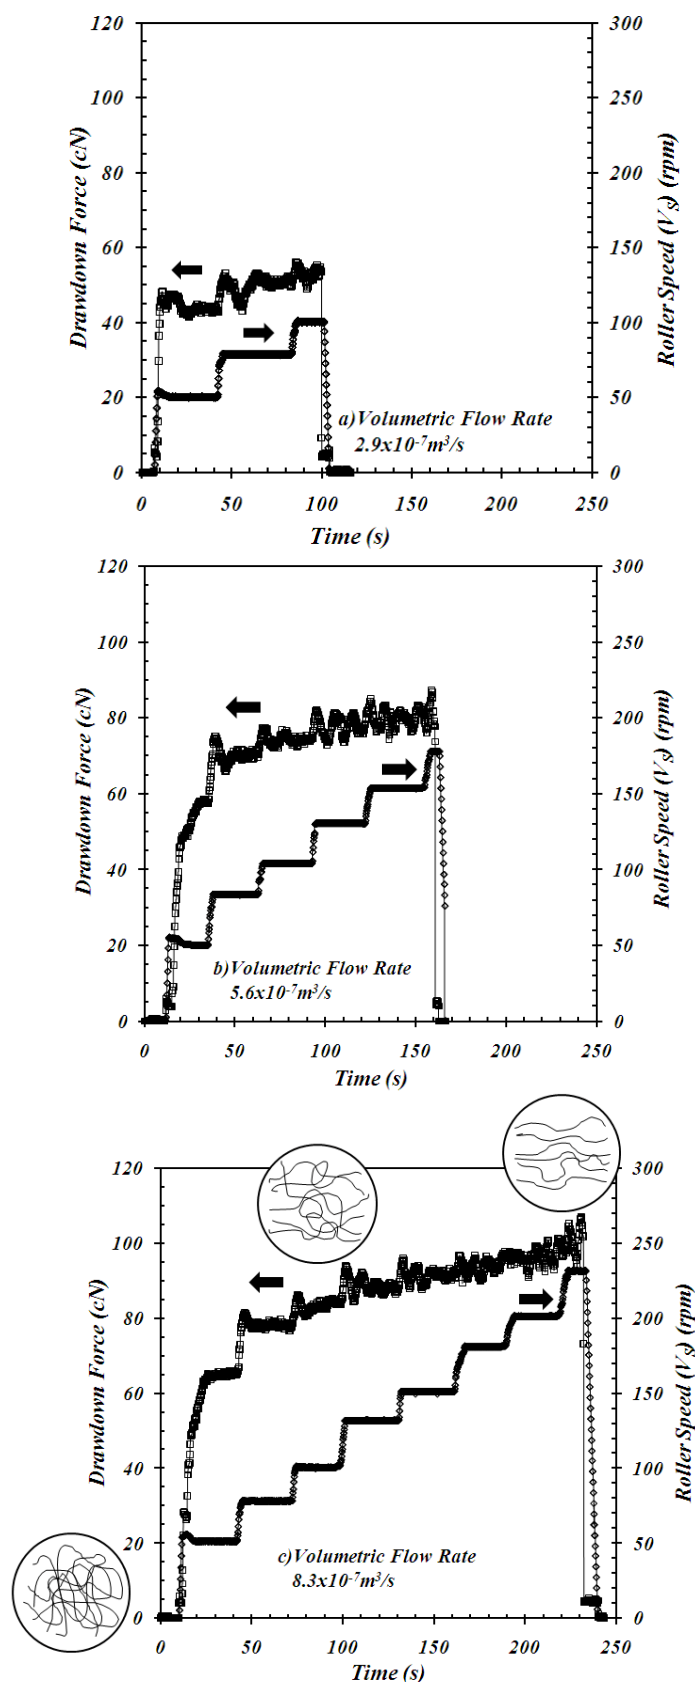 120
100
80
60
40
20
0
Drawdown Force (cN)
300
250
200
150
100
50
0
Roller Speed (V_S) (rpm)
a)Volumetric Flow Rate
2.9x10⁻⁷m³/s
0 50 100 150 200 250
Time (s)
120
100
80
60
40
20
0
Drawdown Force (cN)
300
250
200
150
100
50
0
Roller Speed (V_S) (rpm)
b)Volumetric Flow Rate
5.6x10⁻⁷m³/s
0 50 100 150 200 250
Time (s)
120
100
80
60
40
20
0
Drawdown Force (cN)
300
250
200
150
100
50
0
Roller Speed (V_S) (rpm)
c)Volumetric Flow Rate
8.3x10⁻⁷m³/s
0 50 100 150 200 250
Time (s)